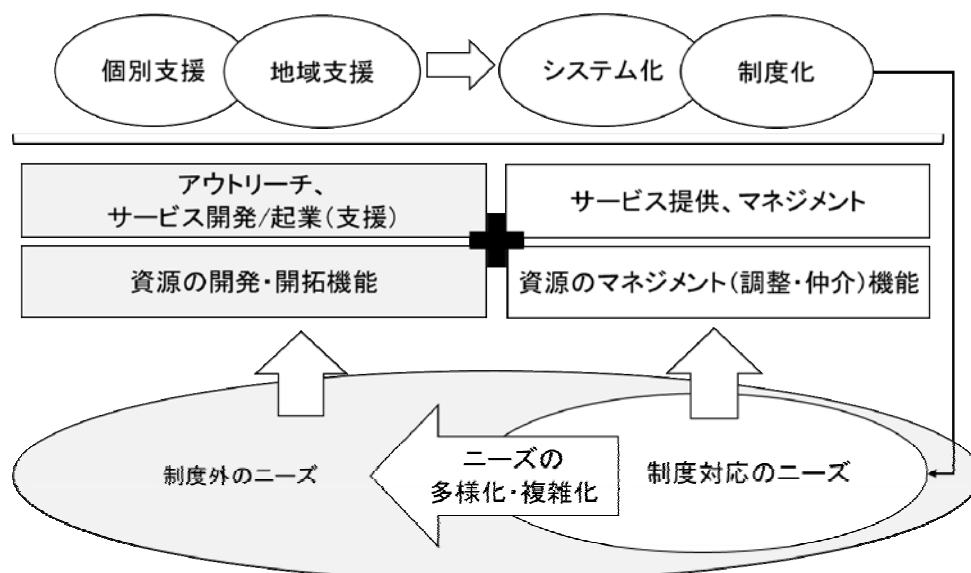 個別支援
地域支援
システム化
制度化
アウトリーチ、
サービス開発/起業(支援)
サービス提供、マネジメント
資源の開発・開拓機能
資源のマネジメント(調整・仲介)機能
制度外のニーズ
ニーズの
多様化・複雑化
制度対応のニーズ